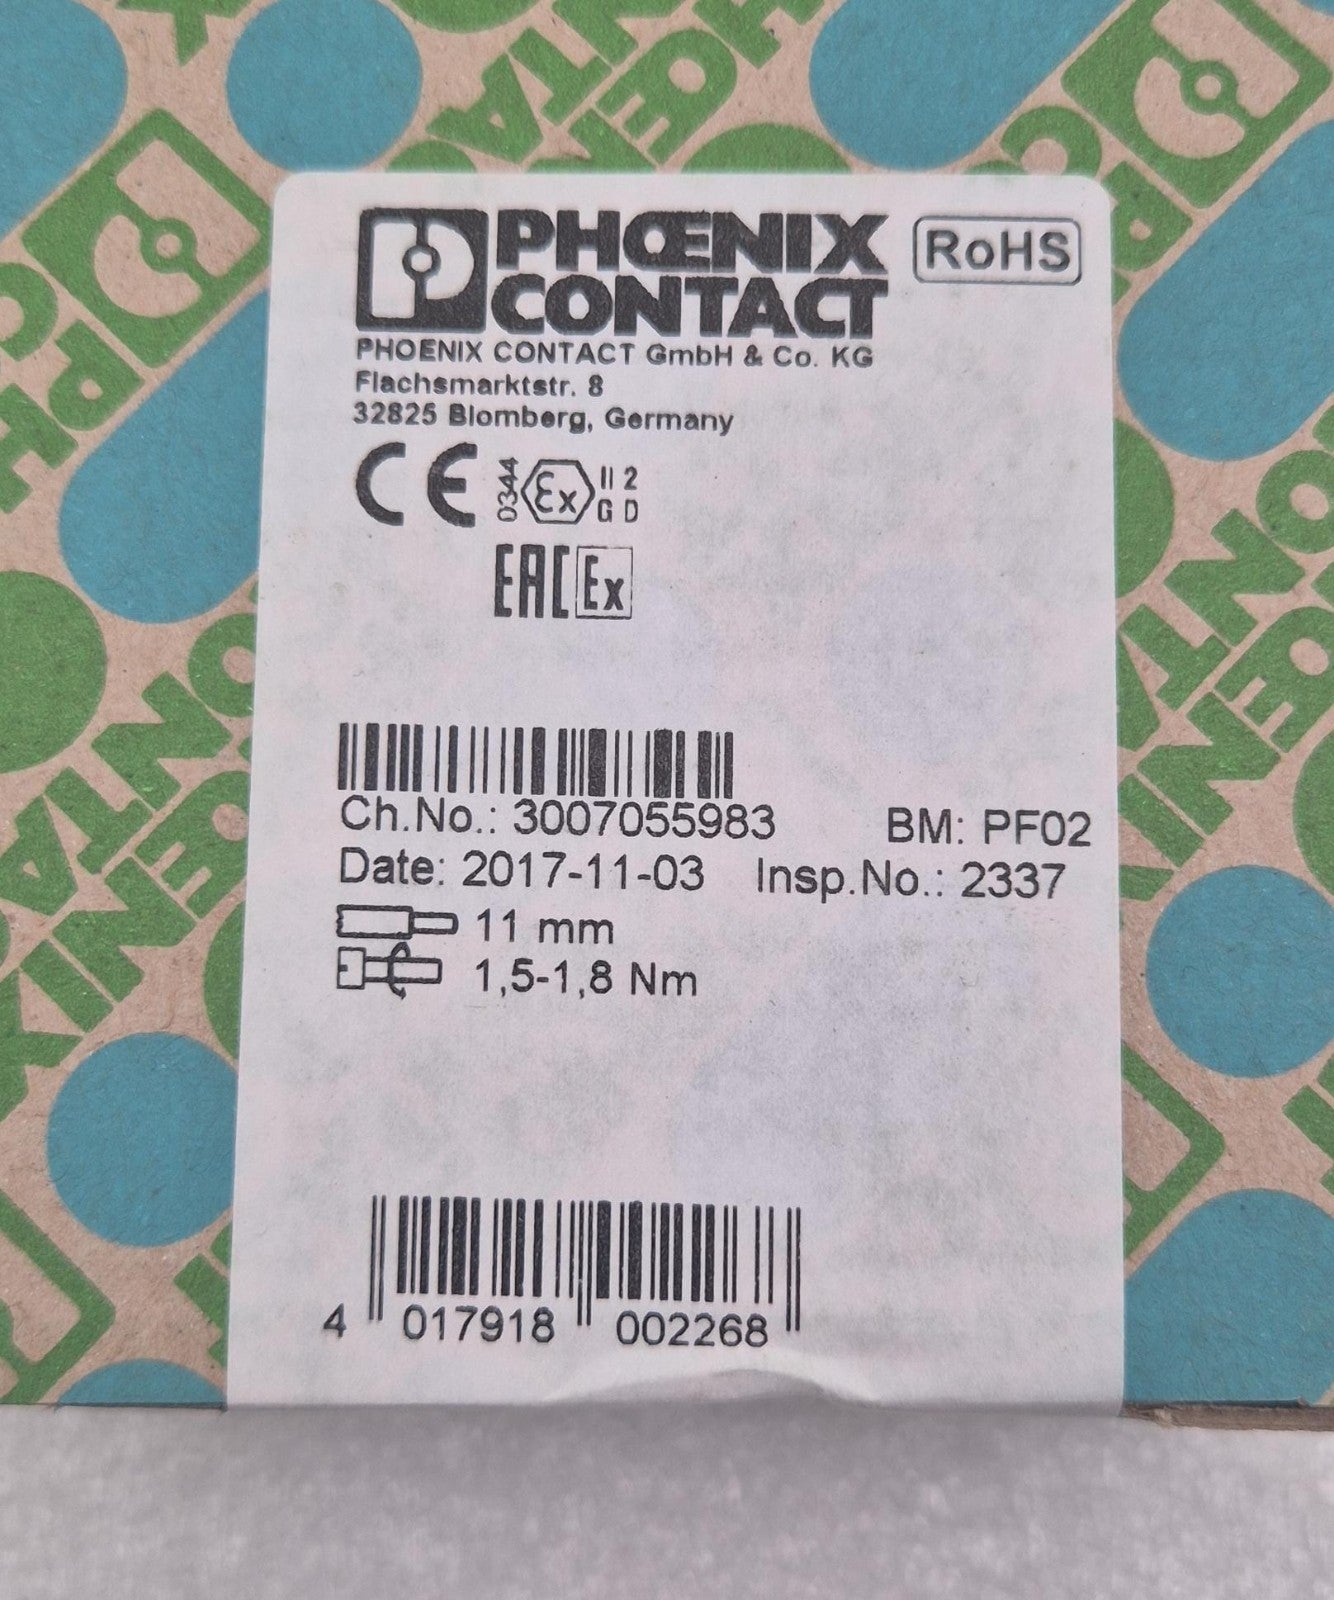 PHŒNIX
CONTACT
RoHS
PHOENIX CONTACT GmbH & Co. KG
Flachsmarktstr. 8
32825 Blomberg, Germany
CE 0344 Ex II 2
G D
EAC Ex
Ch.No.: 3007055983 BM: PF02
Date: 2017-11-03 Insp.No.: 2337
11 mm
1,5-1,8 Nm
4 017918 002268